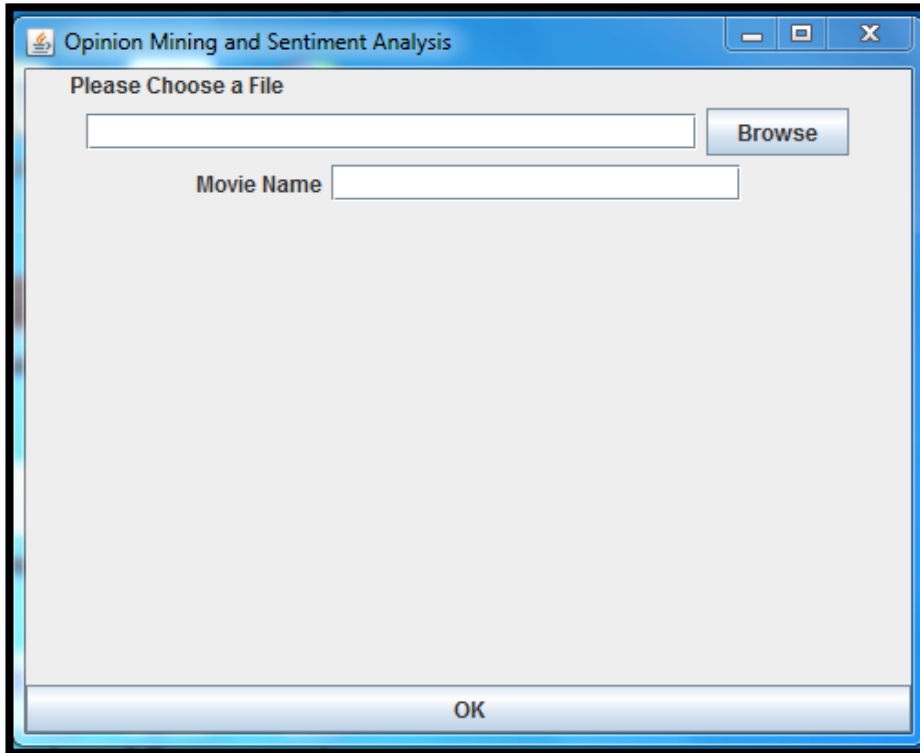 Opinion Mining and Sentiment Analysis
Please Choose a File
Browse
Movie Name
OK